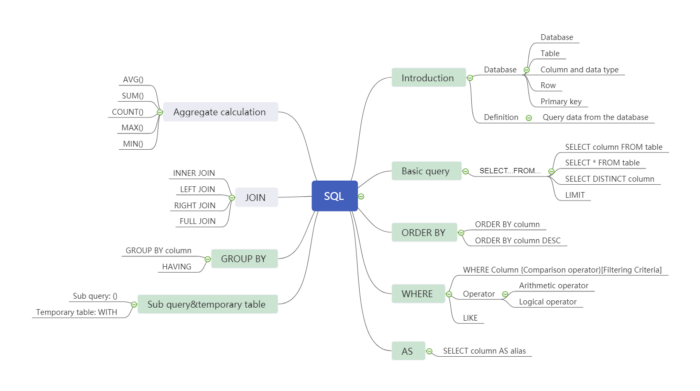 SQL
Introduction
Database
Database
Table
Column and data type
Row
Primary key
Definition
Query data from the database
Basic query
SELECT...FROM...
SELECT column FROM table
SELECT * FROM table
SELECT DISTINCT column
LIMIT
ORDER BY
ORDER BY column
ORDER BY column DESC
WHERE
WHERE Column [Comparison operator][Filtering Criteria]
Operator
Arithmetic operator
Logical operator
LIKE
AS
SELECT column AS alias
Aggregate calculation
AVG()
SUM()
COUNT()
MAX()
MIN()
JOIN
INNER JOIN
LEFT JOIN
RIGHT JOIN
FULL JOIN
GROUP BY
GROUP BY column
HAVING
Sub query&temporary table
Sub query: ()
Temporary table: WITH